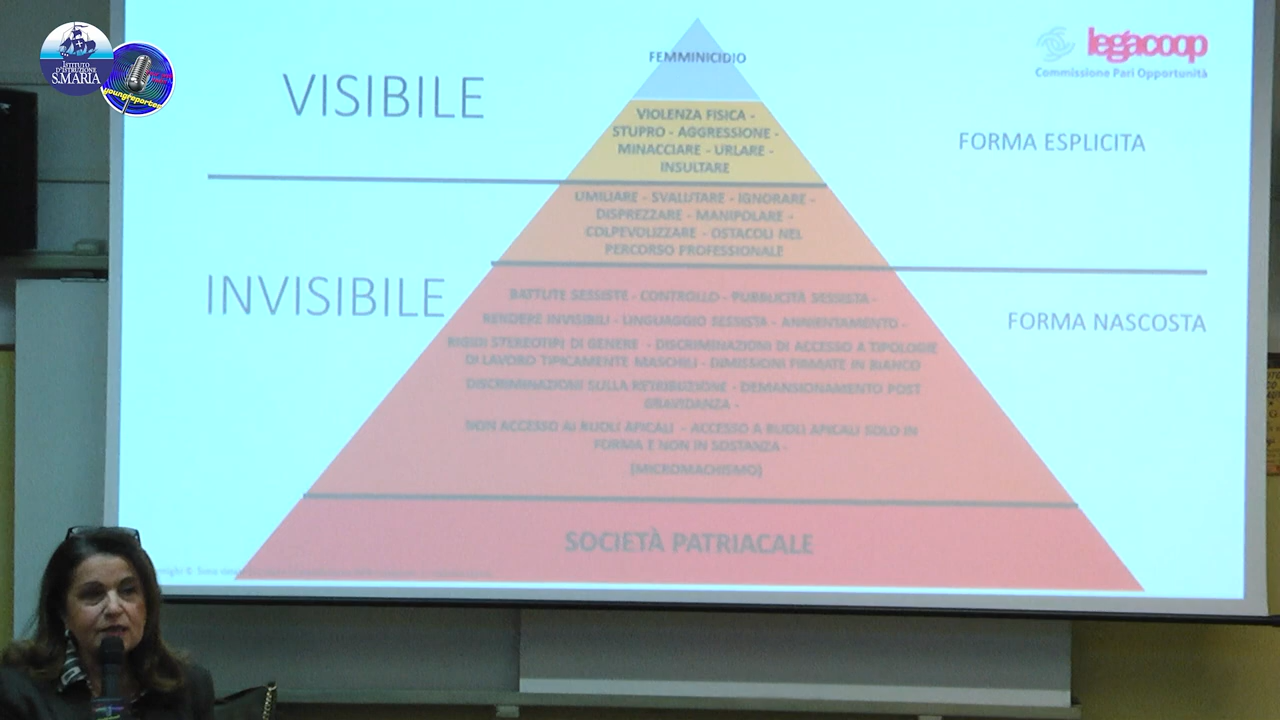 ISTITUTO
D'ISTRUZIONE
S.MARIA
youngreporter
legacoop
Commissione Pari Opportunità
VISIBILE
FEMMINICIDIO
VIOLENZA FISICA -
STUPRO - AGGRESSIONE -
MINACCIARE - URLARE -
INSULTARE
FORMA ESPLICITA
UMILIARE - SVALUTARE - IGNORARE -
DISPREZZARE - MANIPOLARE -
COLPEVOLIZZARE - OSTACOLI NEL
PERCORSO PROFESSIONALE
INVISIBILE
BATTUTE SESSISTE - CONTROLLO - PUBBLICITÀ SESSISTA -
RENDERE INVISIBILI - LINGUAGGIO SESSISTA - ANNIENTAMENTO -
RIGIDI STEREOTIPI DI GENERE - DISCRIMINAZIONI DI ACCESSO A TIPOLOGIE
DI LAVORO TIPICAMENTE MASCHILI - DIMISSIONI FIRMATE IN BIANCO
DISCRIMINAZIONI SULLA RETRIBUZIONE - DEMANSIONAMENTO POST
GRAVIDANZA -
NON ACCESSO AI RUOLI APICALI - ACCESSO A RUOLI APICALI SOLO IN
FORMA E NON IN SOSTANZA -
(MICROMACHISMO)
FORMA NASCOSTA
SOCIETÀ PATRIACALE